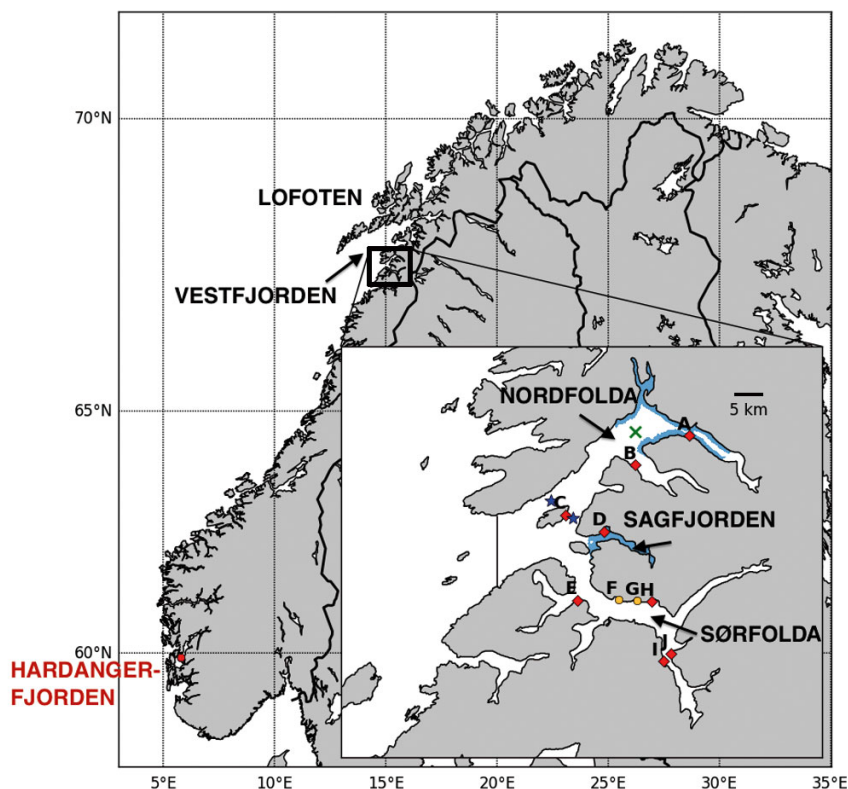 70°N
LOFOTEN
VESTFJORDEN
65°N
NORDFOLDA
5 km
A
B
C
D
SAGFJORDEN
E
F
G
H
SØRFOLDA
J
I
60°N
HARDANGER-
FJORDEN
5°E
10°E
15°E
20°E
25°E
30°E
35°E